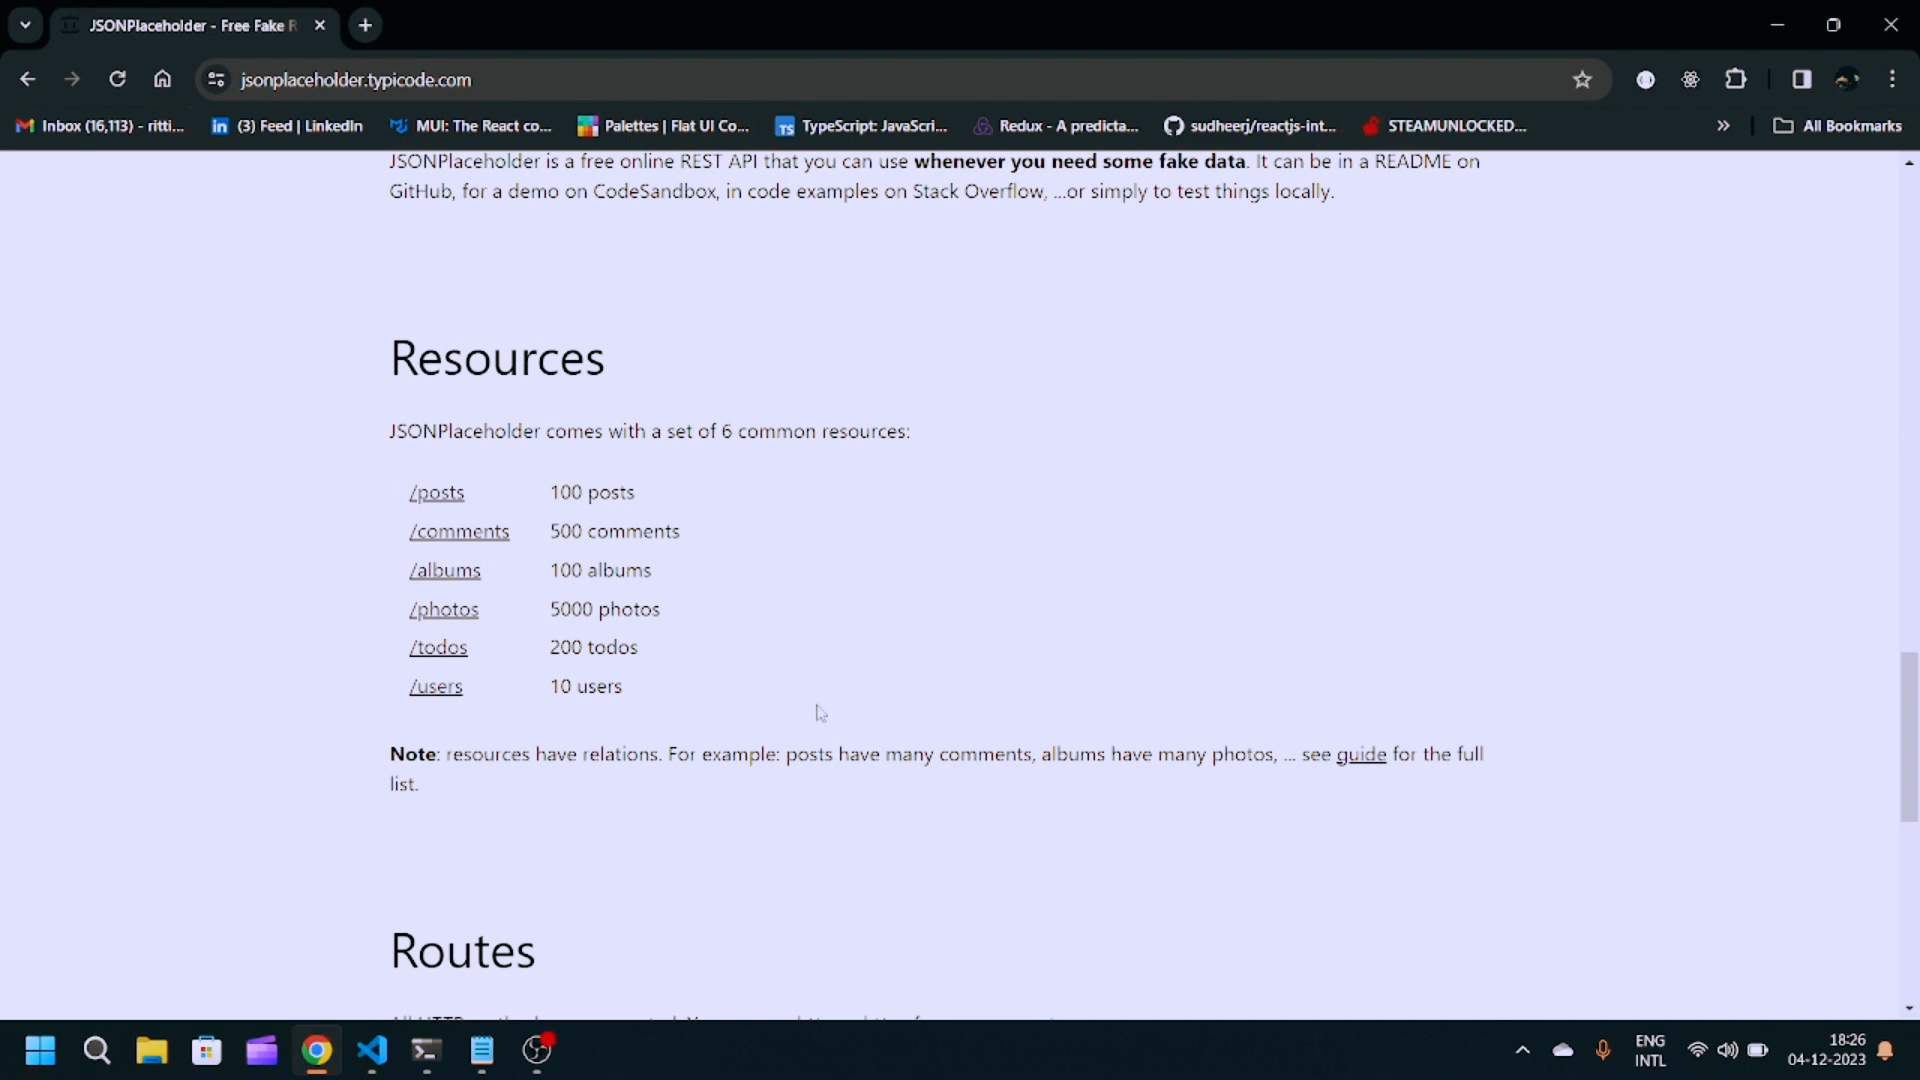 JSONPlaceholder - Free Fake R
jsonplaceholder.typicode.com
Inbox (16,113) - ritti... (3) Feed | LinkedIn MUI: The React co... Palettes | Flat UI Co... TypeScript: JavaScri... Redux - A predicta... sudheerj/reactjs-int... STEAMUNLOCKED... » All Bookmarks
JSONPlaceholder is a free online REST API that you can use whenever you need some fake data. It can be in a README on
GitHub, for a demo on CodeSandbox, in code examples on Stack Overflow, ...or simply to test things locally.
Resources
JSONPlaceholder comes with a set of 6 common resources:
/posts 100 posts
/comments 500 comments
/albums 100 albums
/photos 5000 photos
/todos 200 todos
/users 10 users
Note: resources have relations. For example: posts have many comments, albums have many photos, ... see guide for the full
list.
Routes
ENG 18:26
INTL 04-12-2023